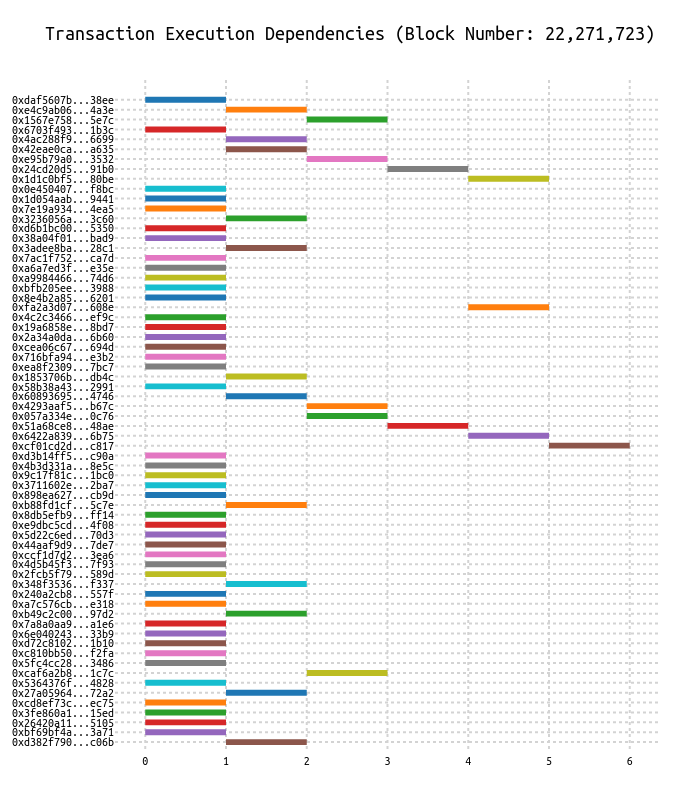 Transaction Execution Dependencies (Block Number: 22,271,723)
0xdaf5607b...38ee
0xe4c9ab06...4a3e
0x1567e758...5e7c
0x6703f493...1b3c
0x4ac288f9...6699
0x42eae0ca...a635
0xe95b79a0...3532
0x24cd20d5...91b0
0x1d1c0bf5...80be
0x0e450407...f8bc
0x1d054aab...9441
0x7e19a934...4ea5
0x3236056a...3c60
0xd6b1bc00...5350
0x38a04f01...bad9
0x3adee8ba...28c1
0x7ac1f752...ca7d
0xa6a7ed3f...e35e
0xa9984466...74d6
0xbfb205ee...3988
0x8e4b2a85...6201
0xfa2a3d07...608e
0x4c2c3466...ef9c
0x19a6858e...8bd7
0x2a34a0da...6b60
0xcea06c67...694d
0x716bfa94...e3b2
0xea8f2309...7bc7
0x1853706b...db4c
0x58b38a43...2991
0x60893695...4746
0x4293aaf5...b67c
0x057a334e...0c76
0x51a68ce8...48ae
0x6422a839...6b75
0xcf01cd2d...c817
0xd3b14ff5...c90a
0x4b3d331a...8e5c
0x9c17f81c...1bc0
0x3711602e...2ba7
0x898ea627...cb9d
0xb88fd1cf...5c7e
0x8db5efb9...ff14
0xe9dbc5cd...4f08
0x5d22c6ed...70d3
0x44aaf9d9...7de7
0xccf1d7d2...3ea6
0x4d5b45f3...7f93
0x2fcb5f79...589d
0x348f3536...f337
0x240a2cb8...557f
0xa7c576cb...e318
0xb49c2c00...97d2
0x7a8a0aa9...a1e6
0x6e040243...33b9
0xd72c8102...1b10
0xc810bb50...f2fa
0x5fc4cc28...3486
0xcaf6a2b8...1c7c
0x5364376f...4828
0x27a05964...72a2
0xcd8ef73c...ec75
0x3fe860a1...15ed
0x26420a11...5105
0xbf69bf4a...3a71
0xd382f790...c06b
0 1 2 3 4 5 6